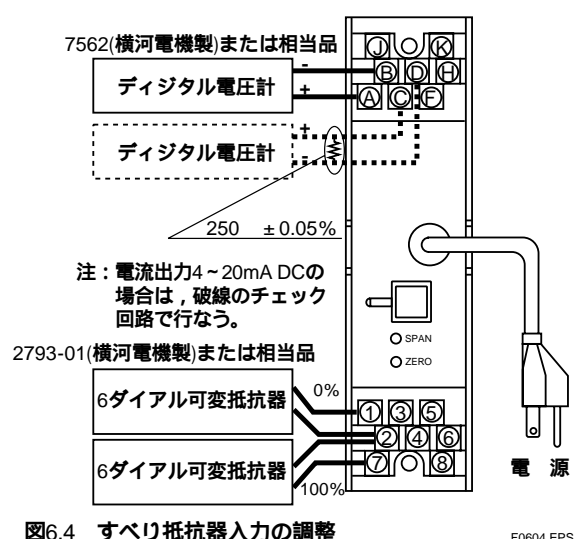 7562(横河電機製)または相当品
ディジタル電圧計
-
+
ディジタル電圧計
+
-
J K
B D H
A C F
250 ±0.05%
注：電流出力4~20mA DCの
場合は，破線のチェック
回路で行なう。
SPAN
ZERO
2793-01(横河電機製)または相当品
6ダイアル可変抵抗器
0%
6ダイアル可変抵抗器
100%
1 3 5
2 4 6
7 8
電 源
図6.4 すべり抵抗器入力の調整
F0604.EPS